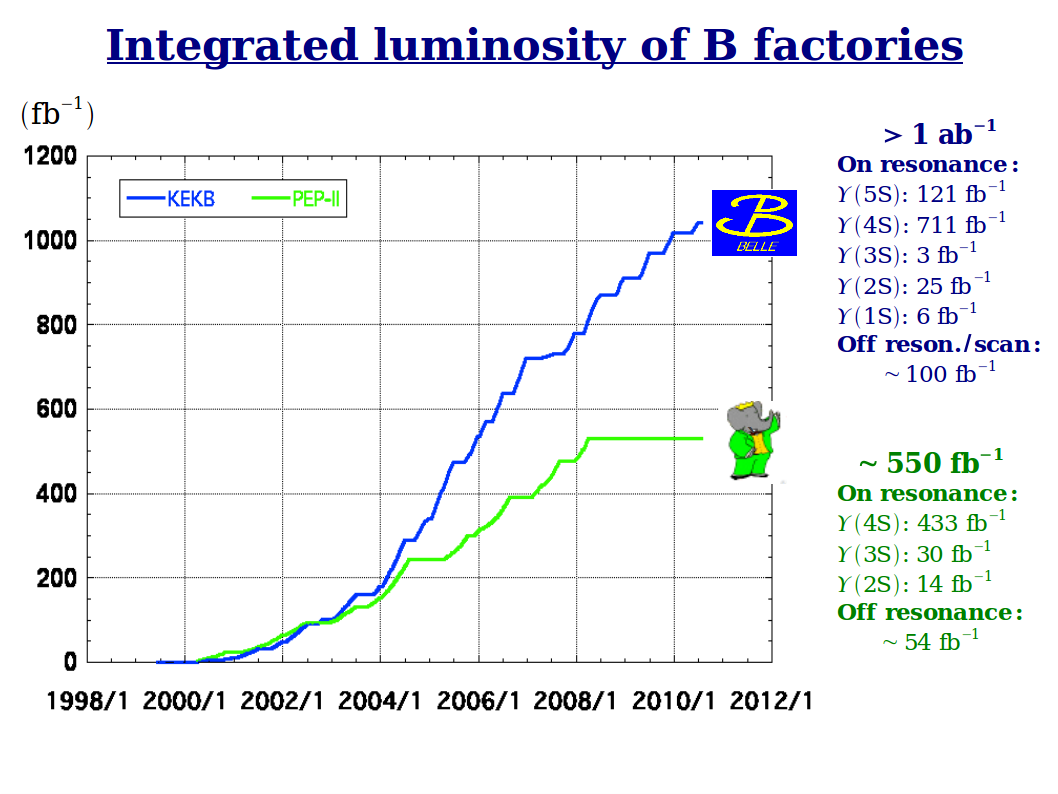 Integrated luminosity of B factories
(fb⁻¹)
1200
1000
800
600
400
200
0
KEKB PEP-II
BELLE
1998/1 2000/1 2002/1 2004/1 2006/1 2008/1 2010/1 2012/1
> 1 ab⁻¹
On resonance:
ϒ(5S): 121 fb⁻¹
ϒ(4S): 711 fb⁻¹
ϒ(3S): 3 fb⁻¹
ϒ(2S): 25 fb⁻¹
ϒ(1S): 6 fb⁻¹
Off reson./scan:
~ 100 fb⁻¹
~ 550 fb⁻¹
On resonance:
ϒ(4S): 433 fb⁻¹
ϒ(3S): 30 fb⁻¹
ϒ(2S): 14 fb⁻¹
Off resonance:
~ 54 fb⁻¹